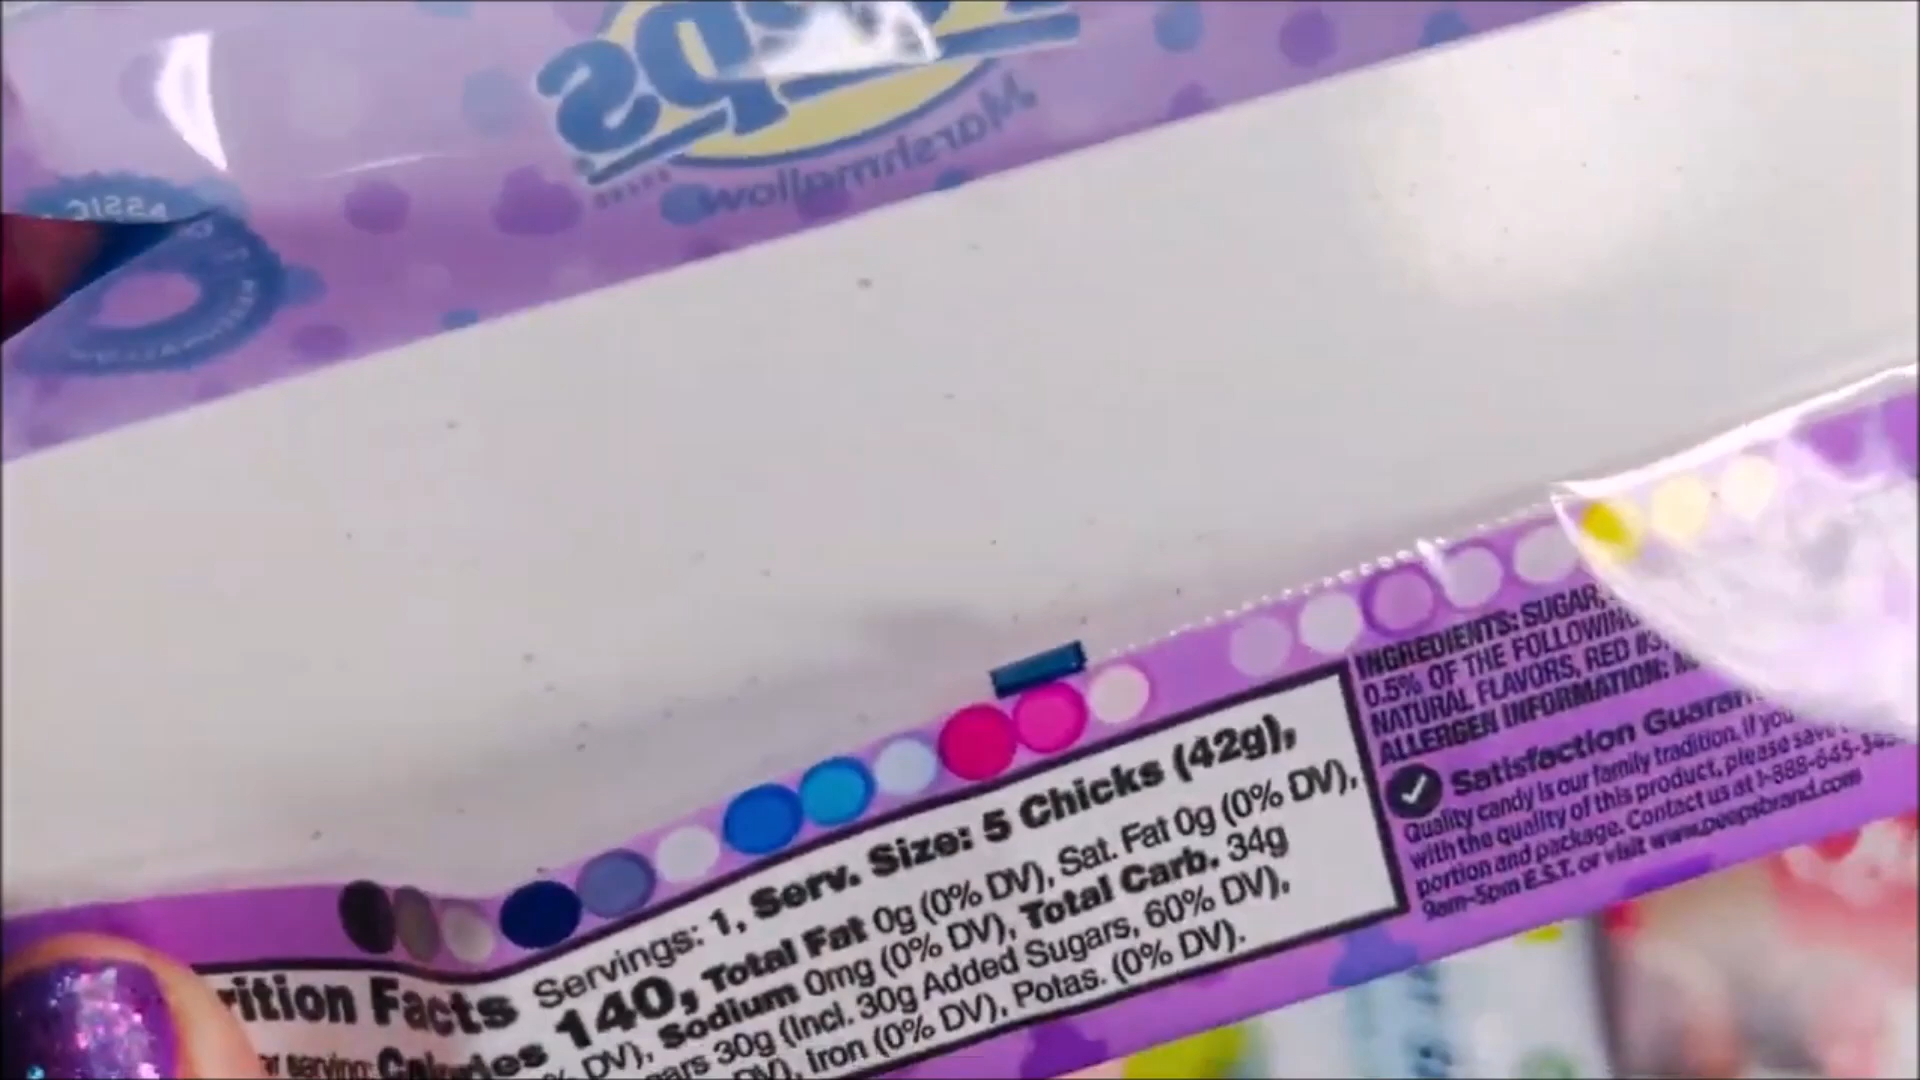 Peeps
Marshmallow
CLASSIC
INGREDIENTS: SUGAR,
0.5% OF THE FOLLOWING
NATURAL FLAVORS, RED #3,
ALLERGEN INFORMATION:
Satisfaction
Quality candy is our family tradition. If you
with the quality of this product, please save
portion and package. Contact us at 1-888-645-
9am-5pm E.S.T. or visit www.peepsbrand.com
Facts Servings: 1, Serv. Size: 5 Chicks (42g),
serving: Calories 140, Total Fat 0g (0% DV), Sat. Fat 0g (0% DV),
DV), Sodium 0mg (0% DV), Total Carb. 34g
30g (Incl. 30g Added Sugars, 60% DV),
DV), Iron (0% DV), Potas. (0% DV).